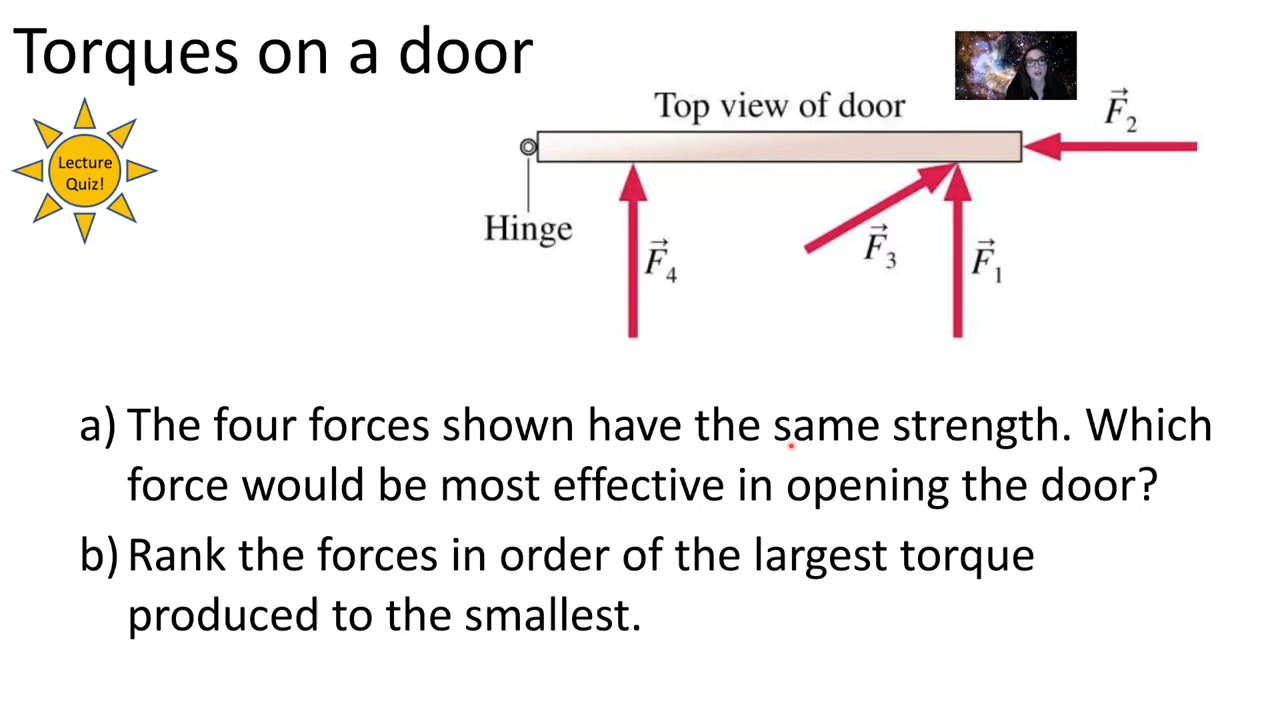 Torques on a door
Lecture
Quiz!
Top view of door
F₂
Hinge
F₄
F₃
F₁
a) The four forces shown have the same strength. Which
force would be most effective in opening the door?
b) Rank the forces in order of the largest torque
produced to the smallest.